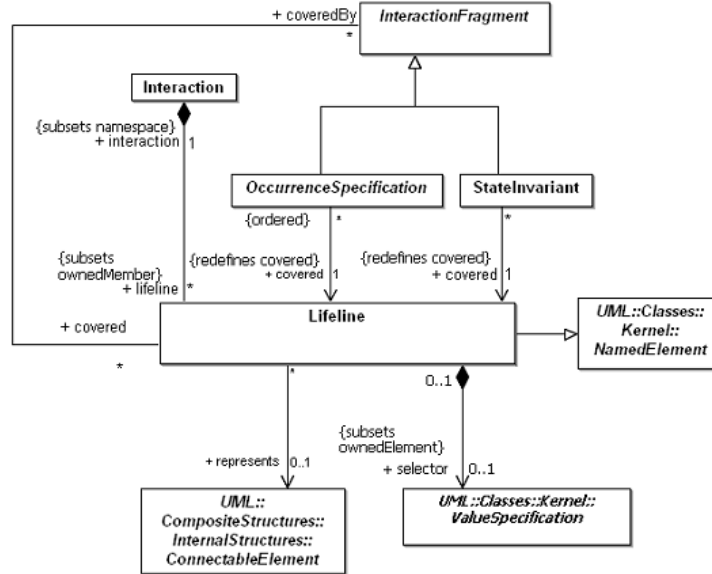 + coveredBy
*
InteractionFragment
Interaction
{subsets namespace}
+ interaction
1
OccurrenceSpecification
StateInvariant
{ordered}
*
*
{subsets
ownedMember}
+ lifeline
*
{redefines covered}
+ covered
1
{redefines covered}
+ covered
1
+ covered
*
Lifeline
UML::Classes::
Kernel::
NamedElement
*
0..1
{subsets
ownedElement}
+ selector
0..1
+ represents
0..1
UML::
CompositeStructures::
InternalStructures::
ConnectableElement
UML::Classes::Kernel::
ValueSpecification